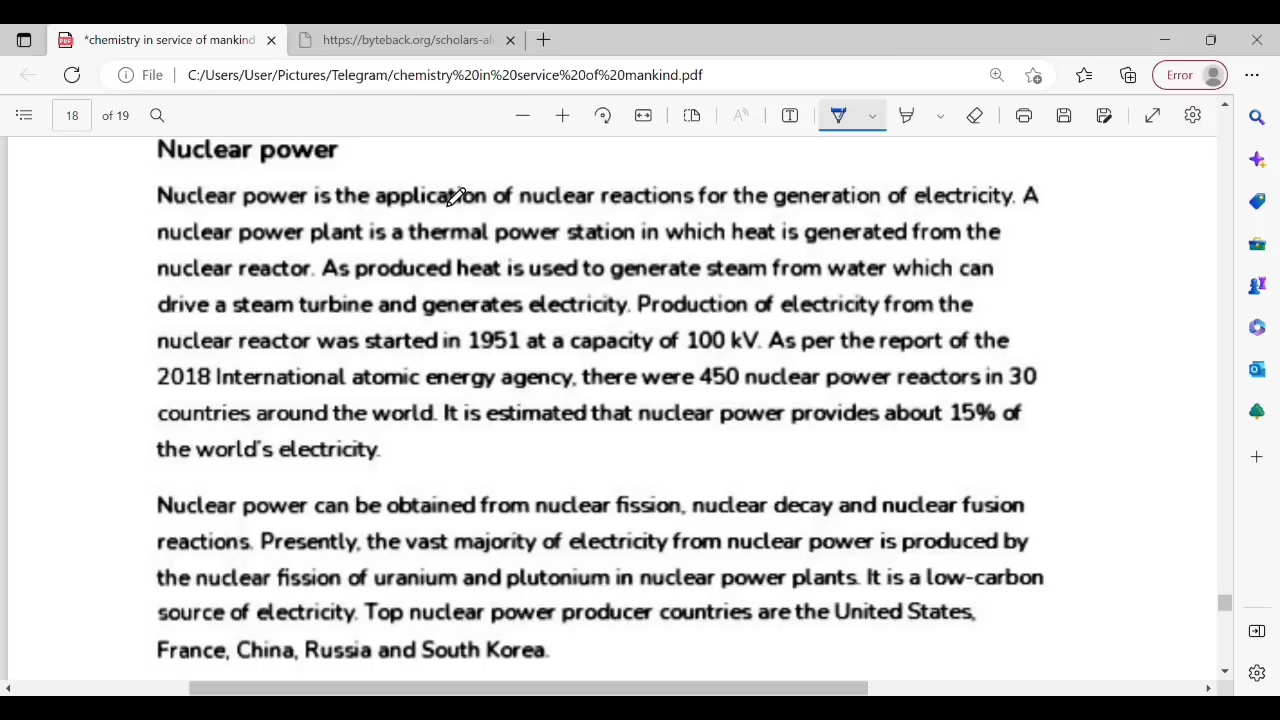 *chemistry in service of mankind
https://byteback.org/scholars-al
File
C:/Users/User/Pictures/Telegram/chemistry%20in%20service%20of%20mankind.pdf
Error
18 of 19
Nuclear power
Nuclear power is the application of nuclear reactions for the generation of electricity. A
nuclear power plant is a thermal power station in which heat is generated from the
nuclear reactor. As produced heat is used to generate steam from water which can
drive a steam turbine and generates electricity. Production of electricity from the
nuclear reactor was started in 1951 at a capacity of 100 kV. As per the report of the
2018 International atomic energy agency, there were 450 nuclear power reactors in 30
countries around the world. It is estimated that nuclear power provides about 15% of
the world's electricity.
Nuclear power can be obtained from nuclear fission, nuclear decay and nuclear fusion
reactions. Presently, the vast majority of electricity from nuclear power is produced by
the nuclear fission of uranium and plutonium in nuclear power plants. It is a low-carbon
source of electricity. Top nuclear power producer countries are the United States,
France, China, Russia and South Korea.